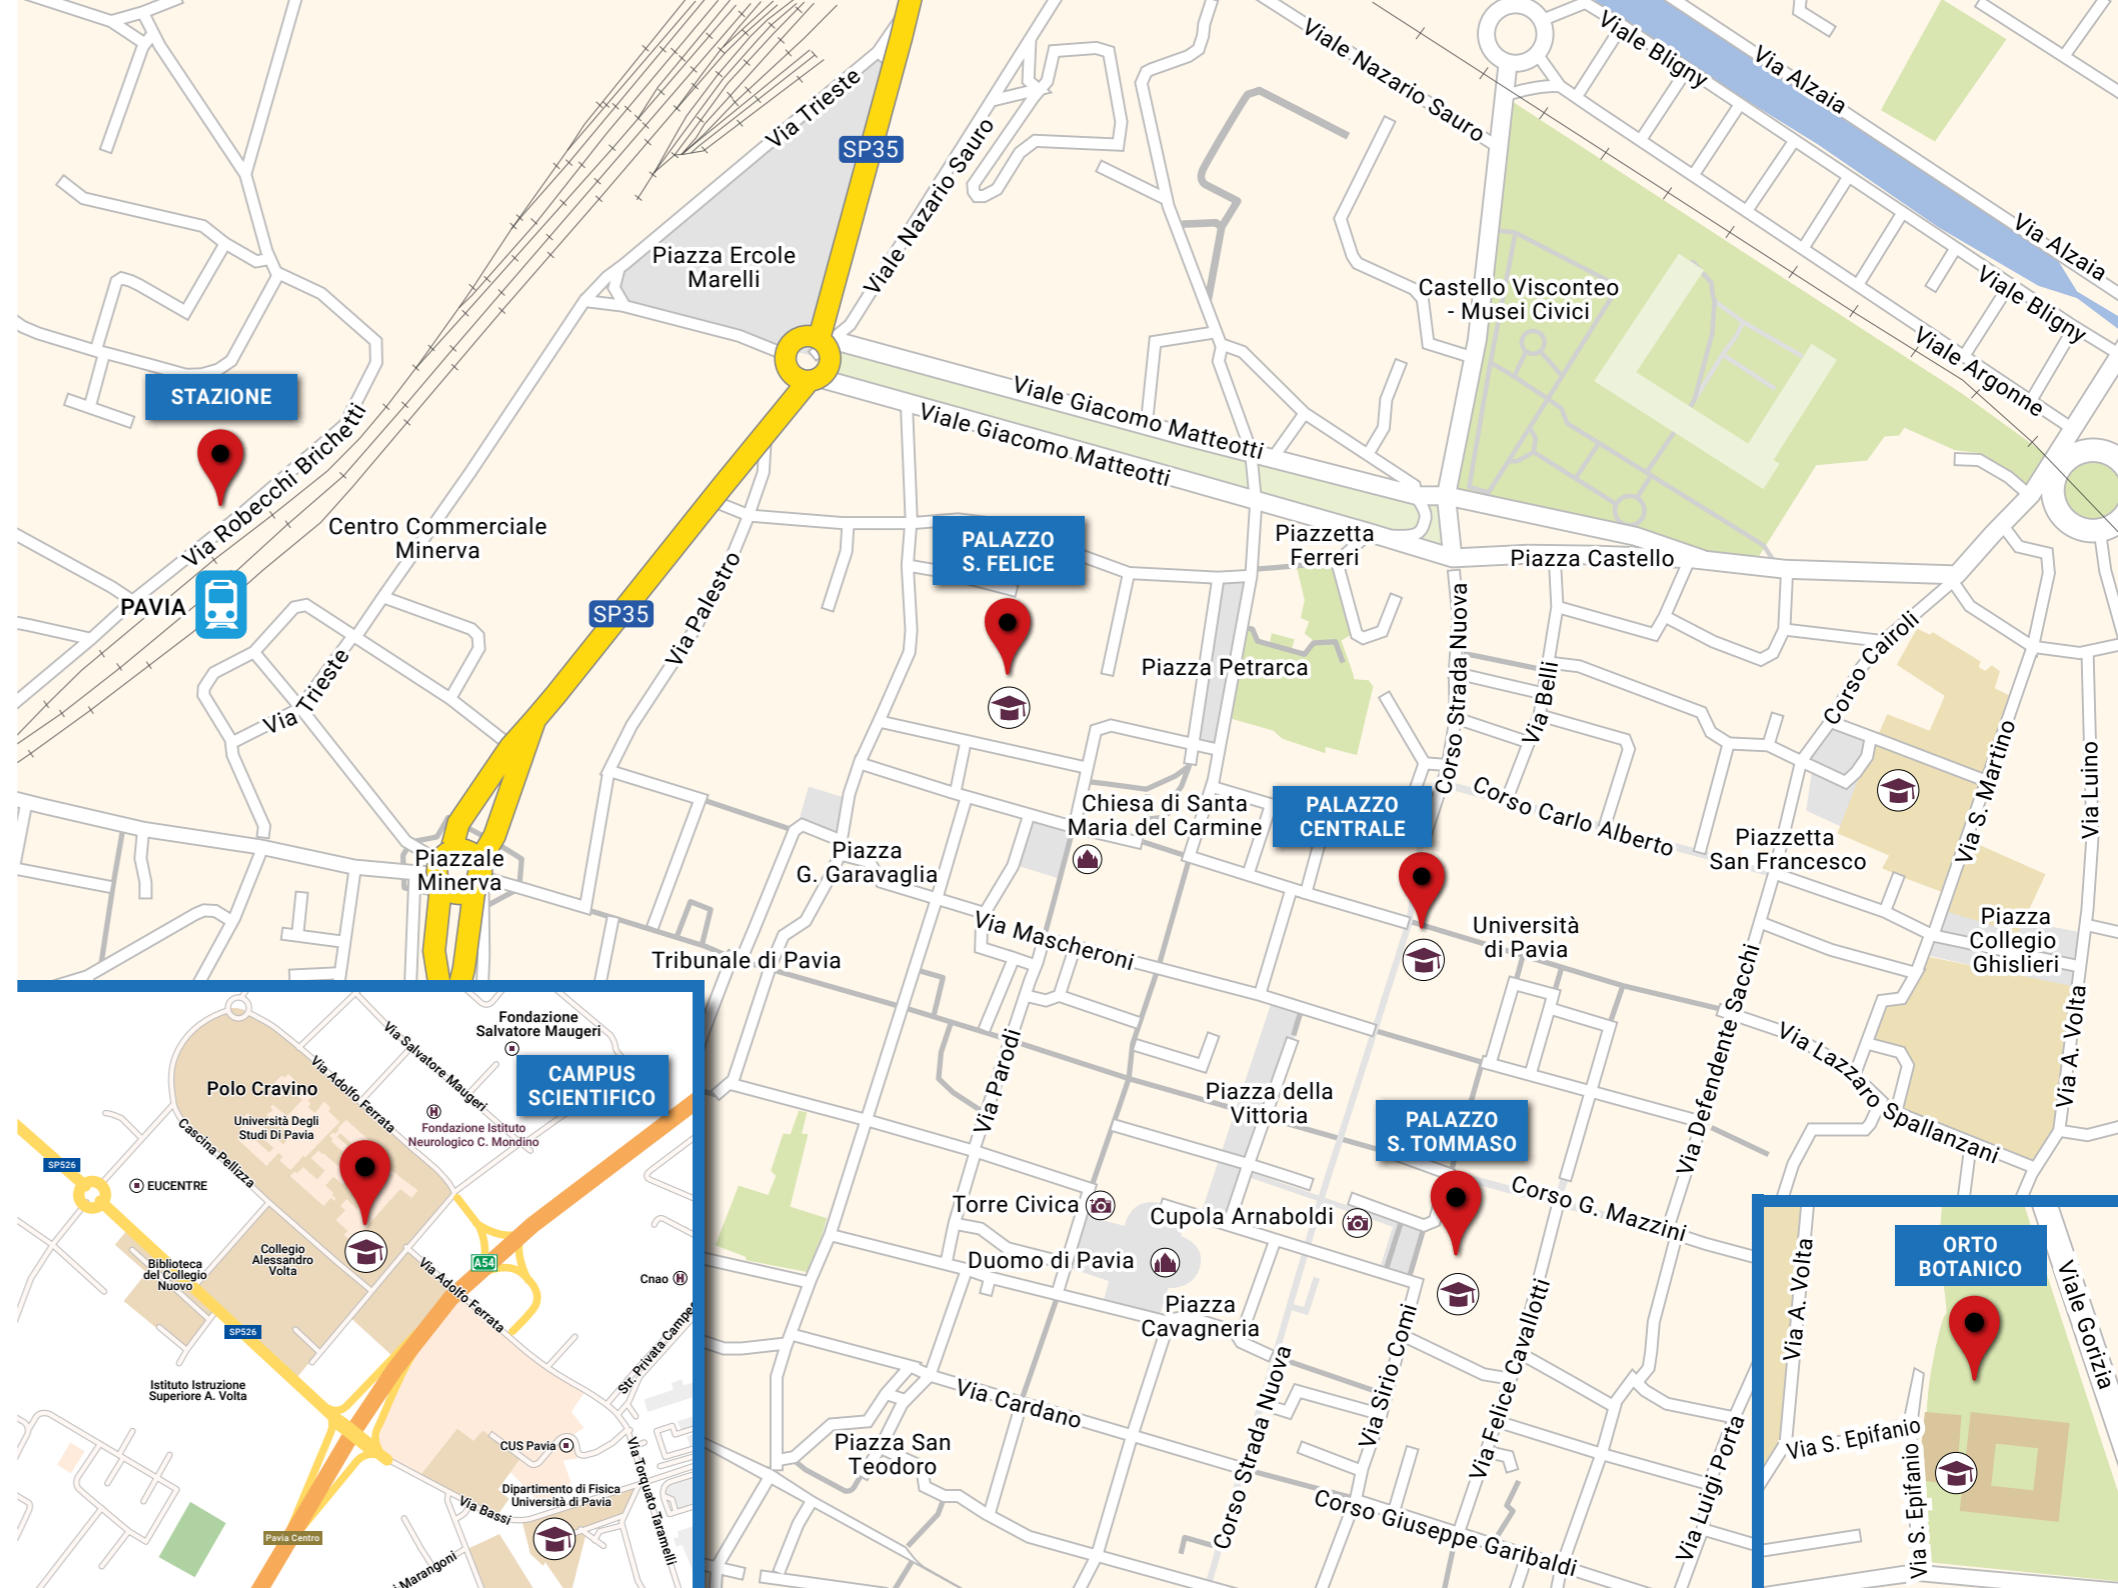 Viale Nazario Sauro
Viale Bligny
Via Alzaia
Via Trieste
SP35
Viale Nazario Sauro
Via Alzaia
Piazza Ercole
Marelli
Castello Visconteo
- Musei Civici
Viale Bligny
Viale Argonne
STAZIONE
Viale Giacomo Matteotti
Viale Giacomo Matteotti
Via Robecchi Brichetti
Centro Commerciale
Minerva
PALAZZO
S. FELICE
Piazzetta
Ferreri
Piazza Castello
PAVIA
SP35
Via Palestro
Corso Strada Nuova
Corso Cairoli
Via Trieste
Piazza Petrarca
Via Belli
Via S. Martino
Via Luino
Chiesa di Santa
Maria del Carmine
PALAZZO
CENTRALE
Corso Carlo Alberto
Piazzetta
San Francesco
Piazzale
Minerva
Piazza
G. Garavaglia
Via Mascheroni
Università
di Pavia
Piazza
Collegio
Ghislieri
Tribunale di Pavia
Via Defendente Sacchi
Via A. Volta
Via Lazzaro Spallanzani
Via Parodi
Piazza della
Vittoria
PALAZZO
S. TOMMASO
Torre Civica
Cupola Arnaboldi
Corso G. Mazzini
Duomo di Pavia
Piazza
Cavagneria
Via Sirio Comi
Via Felice Cavallotti
Corso Strada Nuova
Via Cardano
Piazza San
Teodoro
Corso Giuseppe Garibaldi
Via Luigi Porta
Fondazione
Salvatore Maugeri
Via Salvatore Maugeri
CAMPUS
SCIENTIFICO
Via Adolfo Ferrata
Polo Cravino
Università Degli
Studi Di Pavia
H
Fondazione Istituto
Neurologico C. Mondino
Cascina Pellizza
SP526
EUCENTRE
Biblioteca
del Collegio
Nuovo
Collegio
Alessandro
Volta
A54
Via Adolfo Ferrata
Cnao
H
SP526
Str. Privata Campe
Istituto Istruzione
Superiore A. Volta
CUS Pavia
Via Torquato Taramelli
Dipartimento di Fisica
Università di Pavia
Via Bassi
Pavia Centro
i Marangoni
ORTO
BOTANICO
Via A. Volta
Viale Gorizia
Via S. Epifanio
Via S. Epifanio